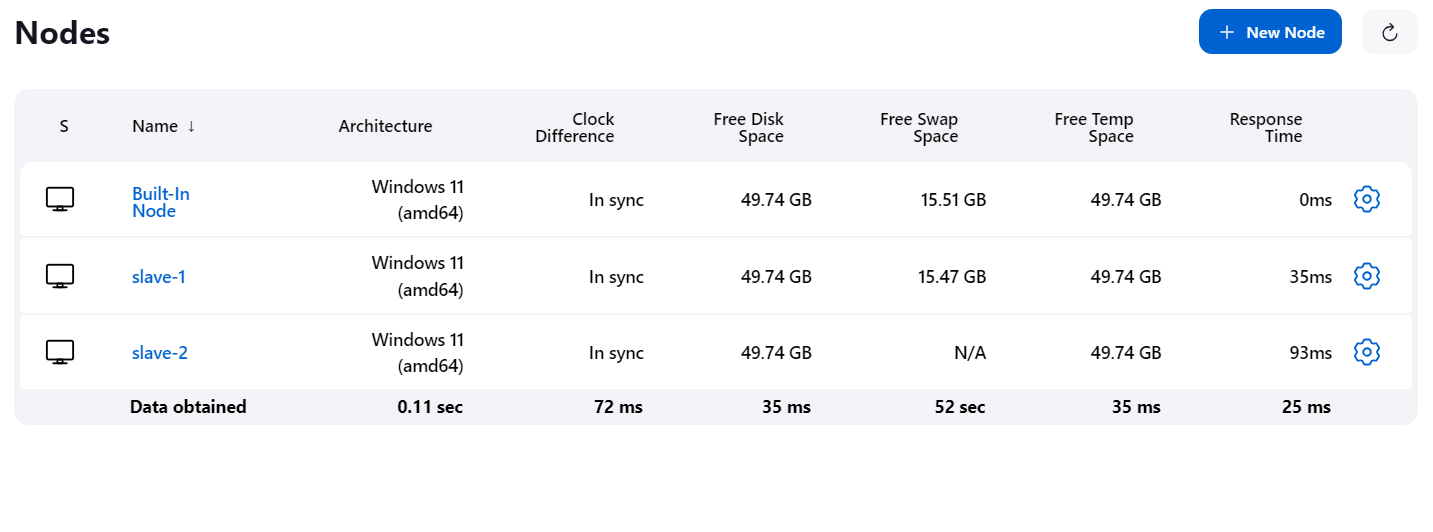 Nodes
New Node
S Name ↓ Architecture Clock Difference Free Disk Space Free Swap Space Free Temp Space Response Time
Built-In Node Windows 11 (amd64) In sync 49.74 GB 15.51 GB 49.74 GB 0ms
slave-1 Windows 11 (amd64) In sync 49.74 GB 15.47 GB 49.74 GB 35ms
slave-2 Windows 11 (amd64) In sync 49.74 GB N/A 49.74 GB 93ms
Data obtained 0.11 sec 72 ms 35 ms 52 sec 35 ms 25 ms